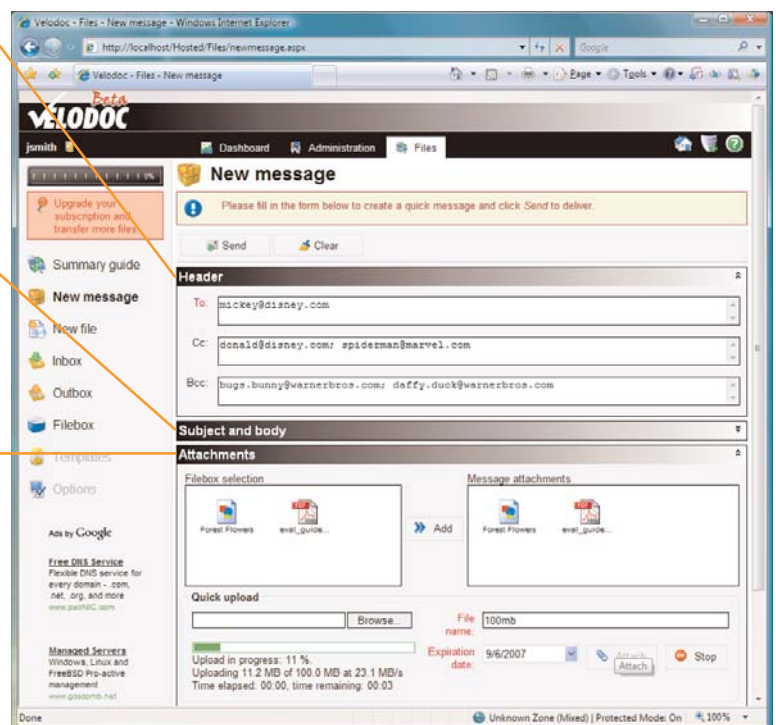 Velodoc - Files - New message - Windows Internet Explorer
http://localhost/Hosted/Files/newmessage.aspx
Google
Velodoc - Files - New message
Page
Tools
Beta
VELODOC
jsmith
Dashboard
Administration
Files
0%
New message
Upgrade your
subscription and
transfer more files
Please fill in the form below to create a quick message and click Send to deliver.
Send
Clear
Summary guide
New message
New file
Inbox
Outbox
Filebox
Templates
Options
Header
To:
mickey@disney.com
Cc:
donald@disney.com; spiderman@marvel.com
Bcc:
bugs.bunny@warnerbros.com; daffy.duck@warnerbros.com
Subject and body
Attachments
Filebox selection
Message attachments
Forest Flowers
eval_guide...
Add
Forest Flowers
eval_guide...
Ads by Google
Free DNS Service
Flexible DNS service for
every domain - .com,
.net, .org, and more
www.pairNIC.com
Managed Servers
Windows, Linux and
FreeBSD Pro-active
management
www.goscomb.net
Quick upload
Browse...
File
name:
100mb
Upload in progress: 11 %.
Uploading 11.2 MB of 100.0 MB at 23.1 MB/s
Time elapsed: 00:00, time remaining: 00:03
Expiration
date:
9/6/2007
Attach
Attach
Stop
Done
Unknown Zone (Mixed) | Protected Mode: On
100%